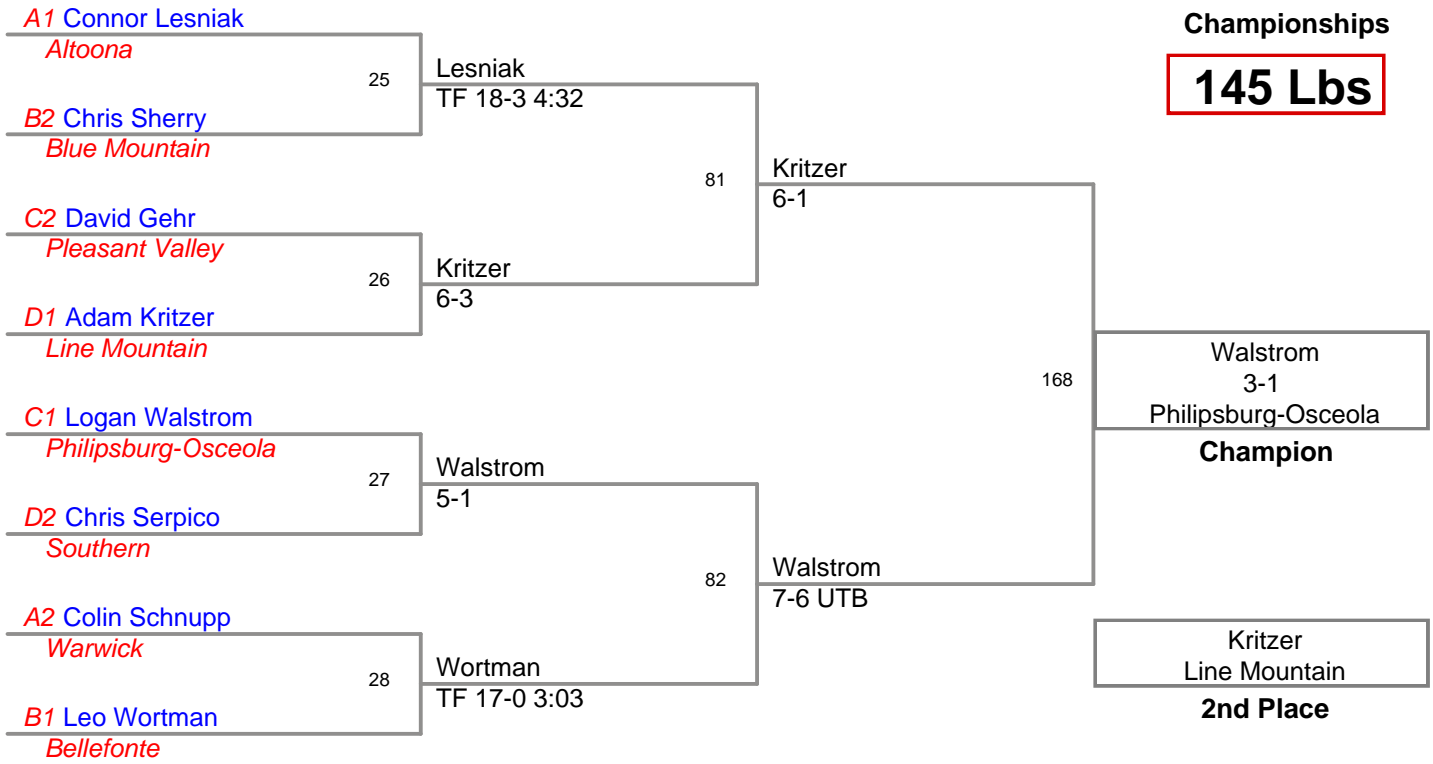 A1 Connor Lesniak
Altoona
25
B2 Chris Sherry
Blue Mountain
C2 David Gehr
Pleasant Valley
26
D1 Adam Kritzer
Line Mountain
C1 Logan Walstrom
Philipsburg-Osceola
27
D2 Chris Serpico
Southern
A2 Colin Schnupp
Warwick
28
B1 Leo Wortman
Bellefonte
Lesniak
TF 18-3 4:32
81
Kritzer
6-3
Walstrom
5-1
82
Wortman
TF 17-0 3:03
Kritzer
6-1
168
Walstrom
7-6 UTB
Championships
145 Lbs
Walstrom
3-1
Philipsburg-Osceola
Champion
Kritzer
Line Mountain
2nd Place